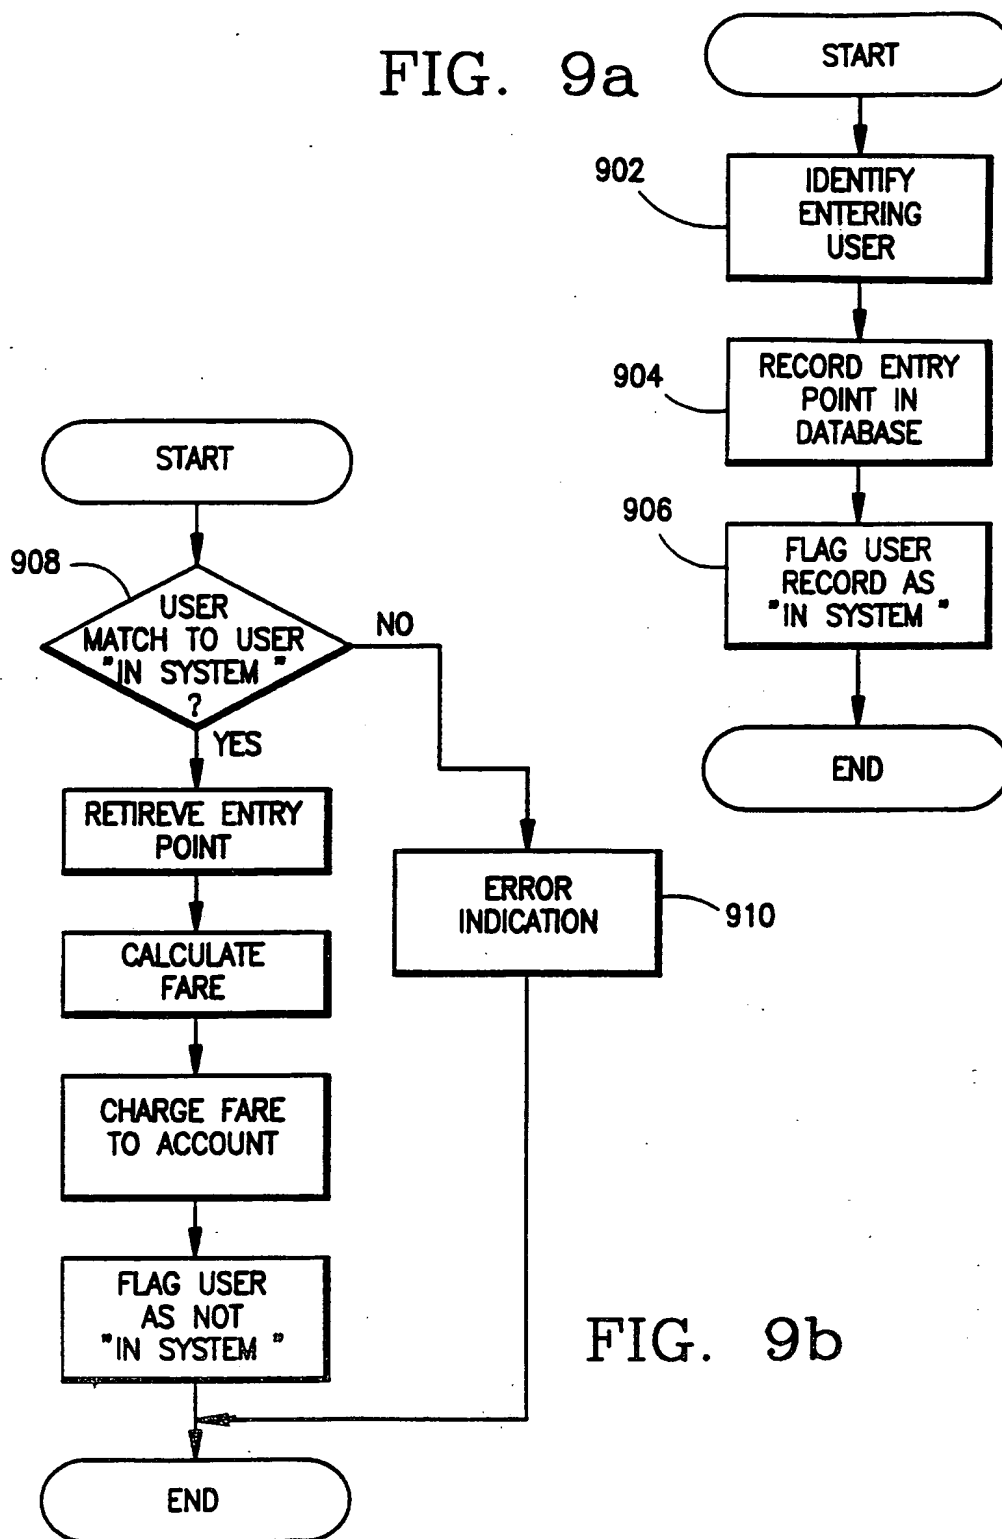 FIG. 9a
START
902
IDENTIFY
ENTERING
USER
904
RECORD ENTRY
POINT IN
DATABASE
906
FLAG USER
RECORD AS
"IN SYSTEM "
END
START
908
USER
MATCH TO USER
"IN SYSTEM "
?
NO
YES
RETIREVE ENTRY
POINT
CALCULATE
FARE
CHARGE FARE
TO ACCOUNT
FLAG USER
AS NOT
"IN SYSTEM "
ERROR
INDICATION
910
END
FIG. 9b